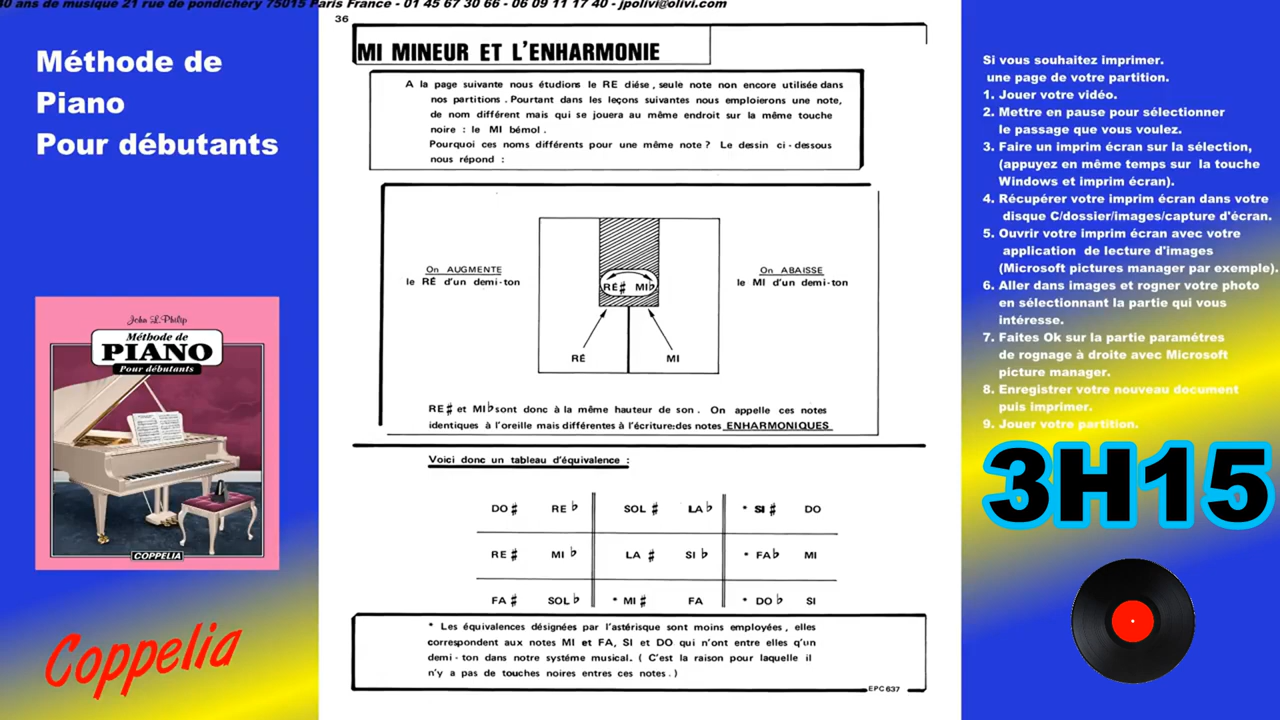 40 ans de musique 21 rue de pondichéry 75015 Paris France - 01 45 67 30 66 - 06 09 11 17 40 - jpolivi@olivi.com
Méthode de
Piano
Pour débutants
John L.Philip
Méthode de
PIANO
Pour débutants
COPPELIA
Coppelia
36
MI MINEUR ET L'ENHARMONIE
A la page suivante nous étudions le RE diése, seule note non encore utilisée dans
nos partitions. Pourtant dans les leçons suivantes nous emploierons une note,
de nom différent mais qui se jouera au même endroit sur la même touche
noire : le MI bémol.
Pourquoi ces noms différents pour une même note ? Le dessin ci-dessous
nous répond :
On AUGMENTE
le RÉ d'un demi-ton
RÉ♯ MI♭
RÉ MI
On ABAISSE
le MI d'un demi-ton
RE♯ et MI♭ sont donc à la même hauteur de son. On appelle ces notes
identiques à l'oreille mais différentes à l'écriture:des notes ENHARMONIQUES
Voici donc un tableau d'équivalence :
DO♯ RE♭ SOL♯ LA♭ * SI♯ DO
RE♯ MI♭ LA♯ SI♭ * FA♭ MI
FA♯ SOL♭ * MI♯ FA * DO♭ SI
* Les équivalences désignées par l'astérisque sont moins employées, elles
correspondent aux notes MI et FA, SI et DO qui n'ont entre elles q'un
demi-ton dans notre systéme musical. ( C'est la raison pour laquelle il
n'y a pas de touches noires entres ces notes.)
EPC 637
Si vous souhaitez imprimer.
une page de votre partition.
1. Jouer votre vidéo.
2. Mettre en pause pour sélectionner
le passage que vous voulez.
3. Faire un imprim écran sur la sélection,
(appuyez en même temps sur la touche
Windows et imprim écran).
4. Récupérer votre imprim écran dans votre
disque C/dossier/images/capture d'écran.
5. Ouvrir votre imprim écran avec votre
application de lecture d'images
(Microsoft pictures manager par exemple).
6. Aller dans images et rogner votre photo
en sélectionnant la partie qui vous
intéresse.
7. Faites Ok sur la partie paramétres
de rognage à droite avec Microsoft
picture manager.
8. Enregistrer votre nouveau document
puis imprimer.
9. Jouer votre partition.
3H15